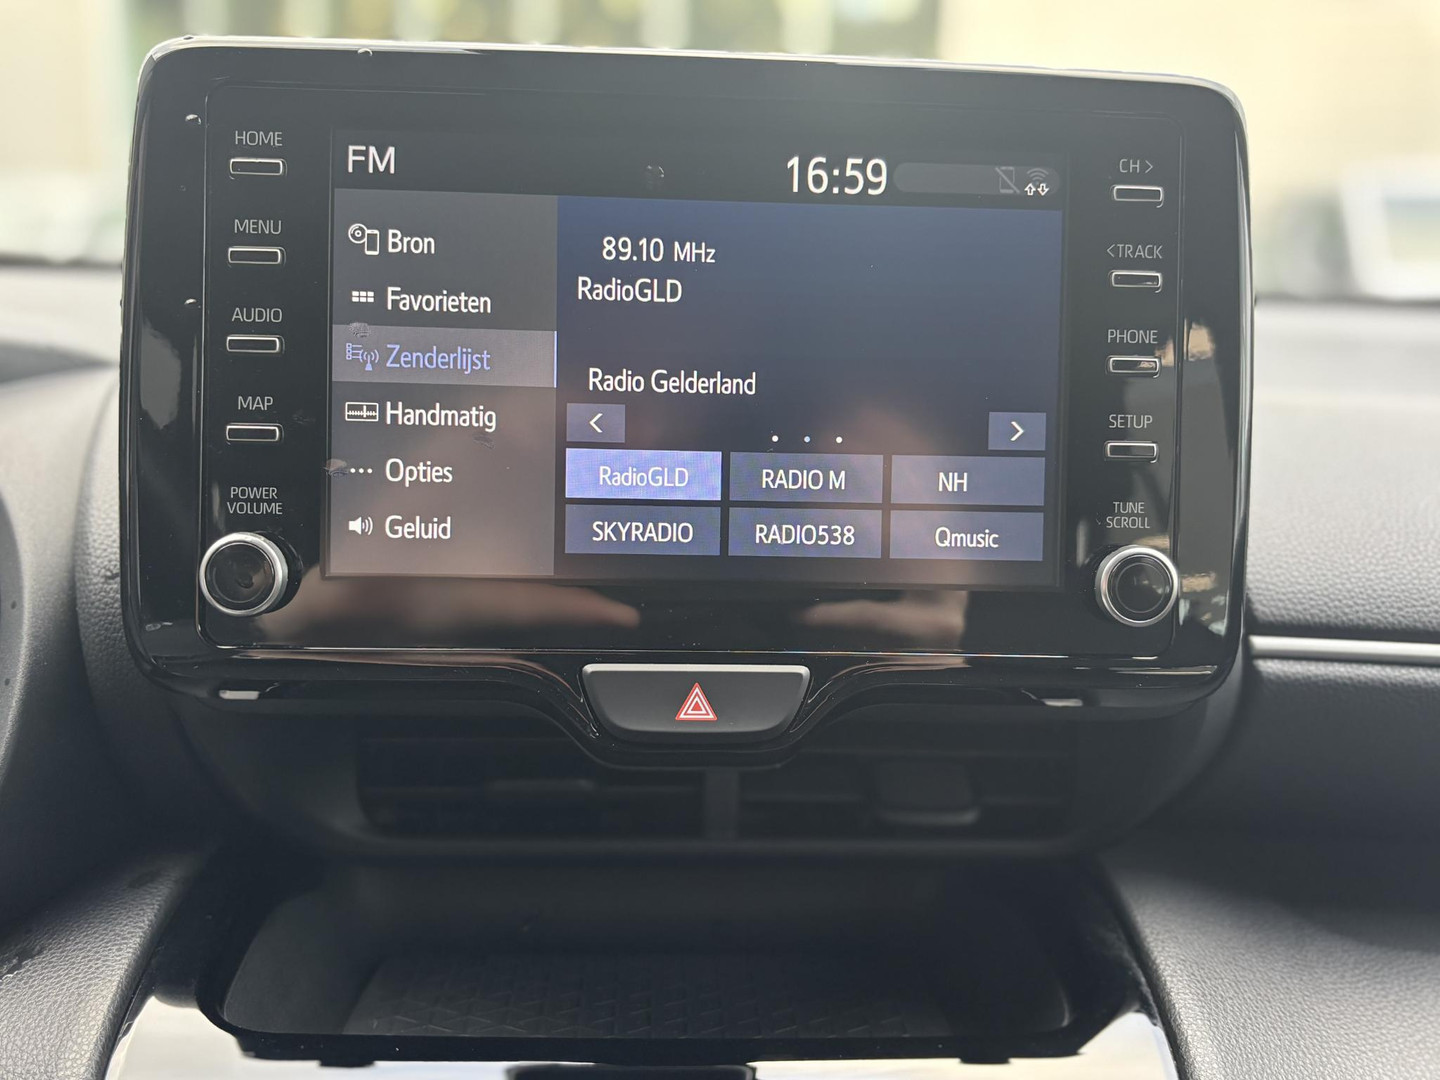 HOME
MENU
AUDIO
MAP
POWER
VOLUME
FM
16:59
Bron
Favorieten
Zenderlijst
Handmatig
Opties
Geluid
89.10 MHz
RadioGLD
Radio Gelderland
<
>
RadioGLD
RADIO M
NH
SKYRADIO
RADIO538
Qmusic
CH >
<TRACK
PHONE
SETUP
TUNE
SCROLL